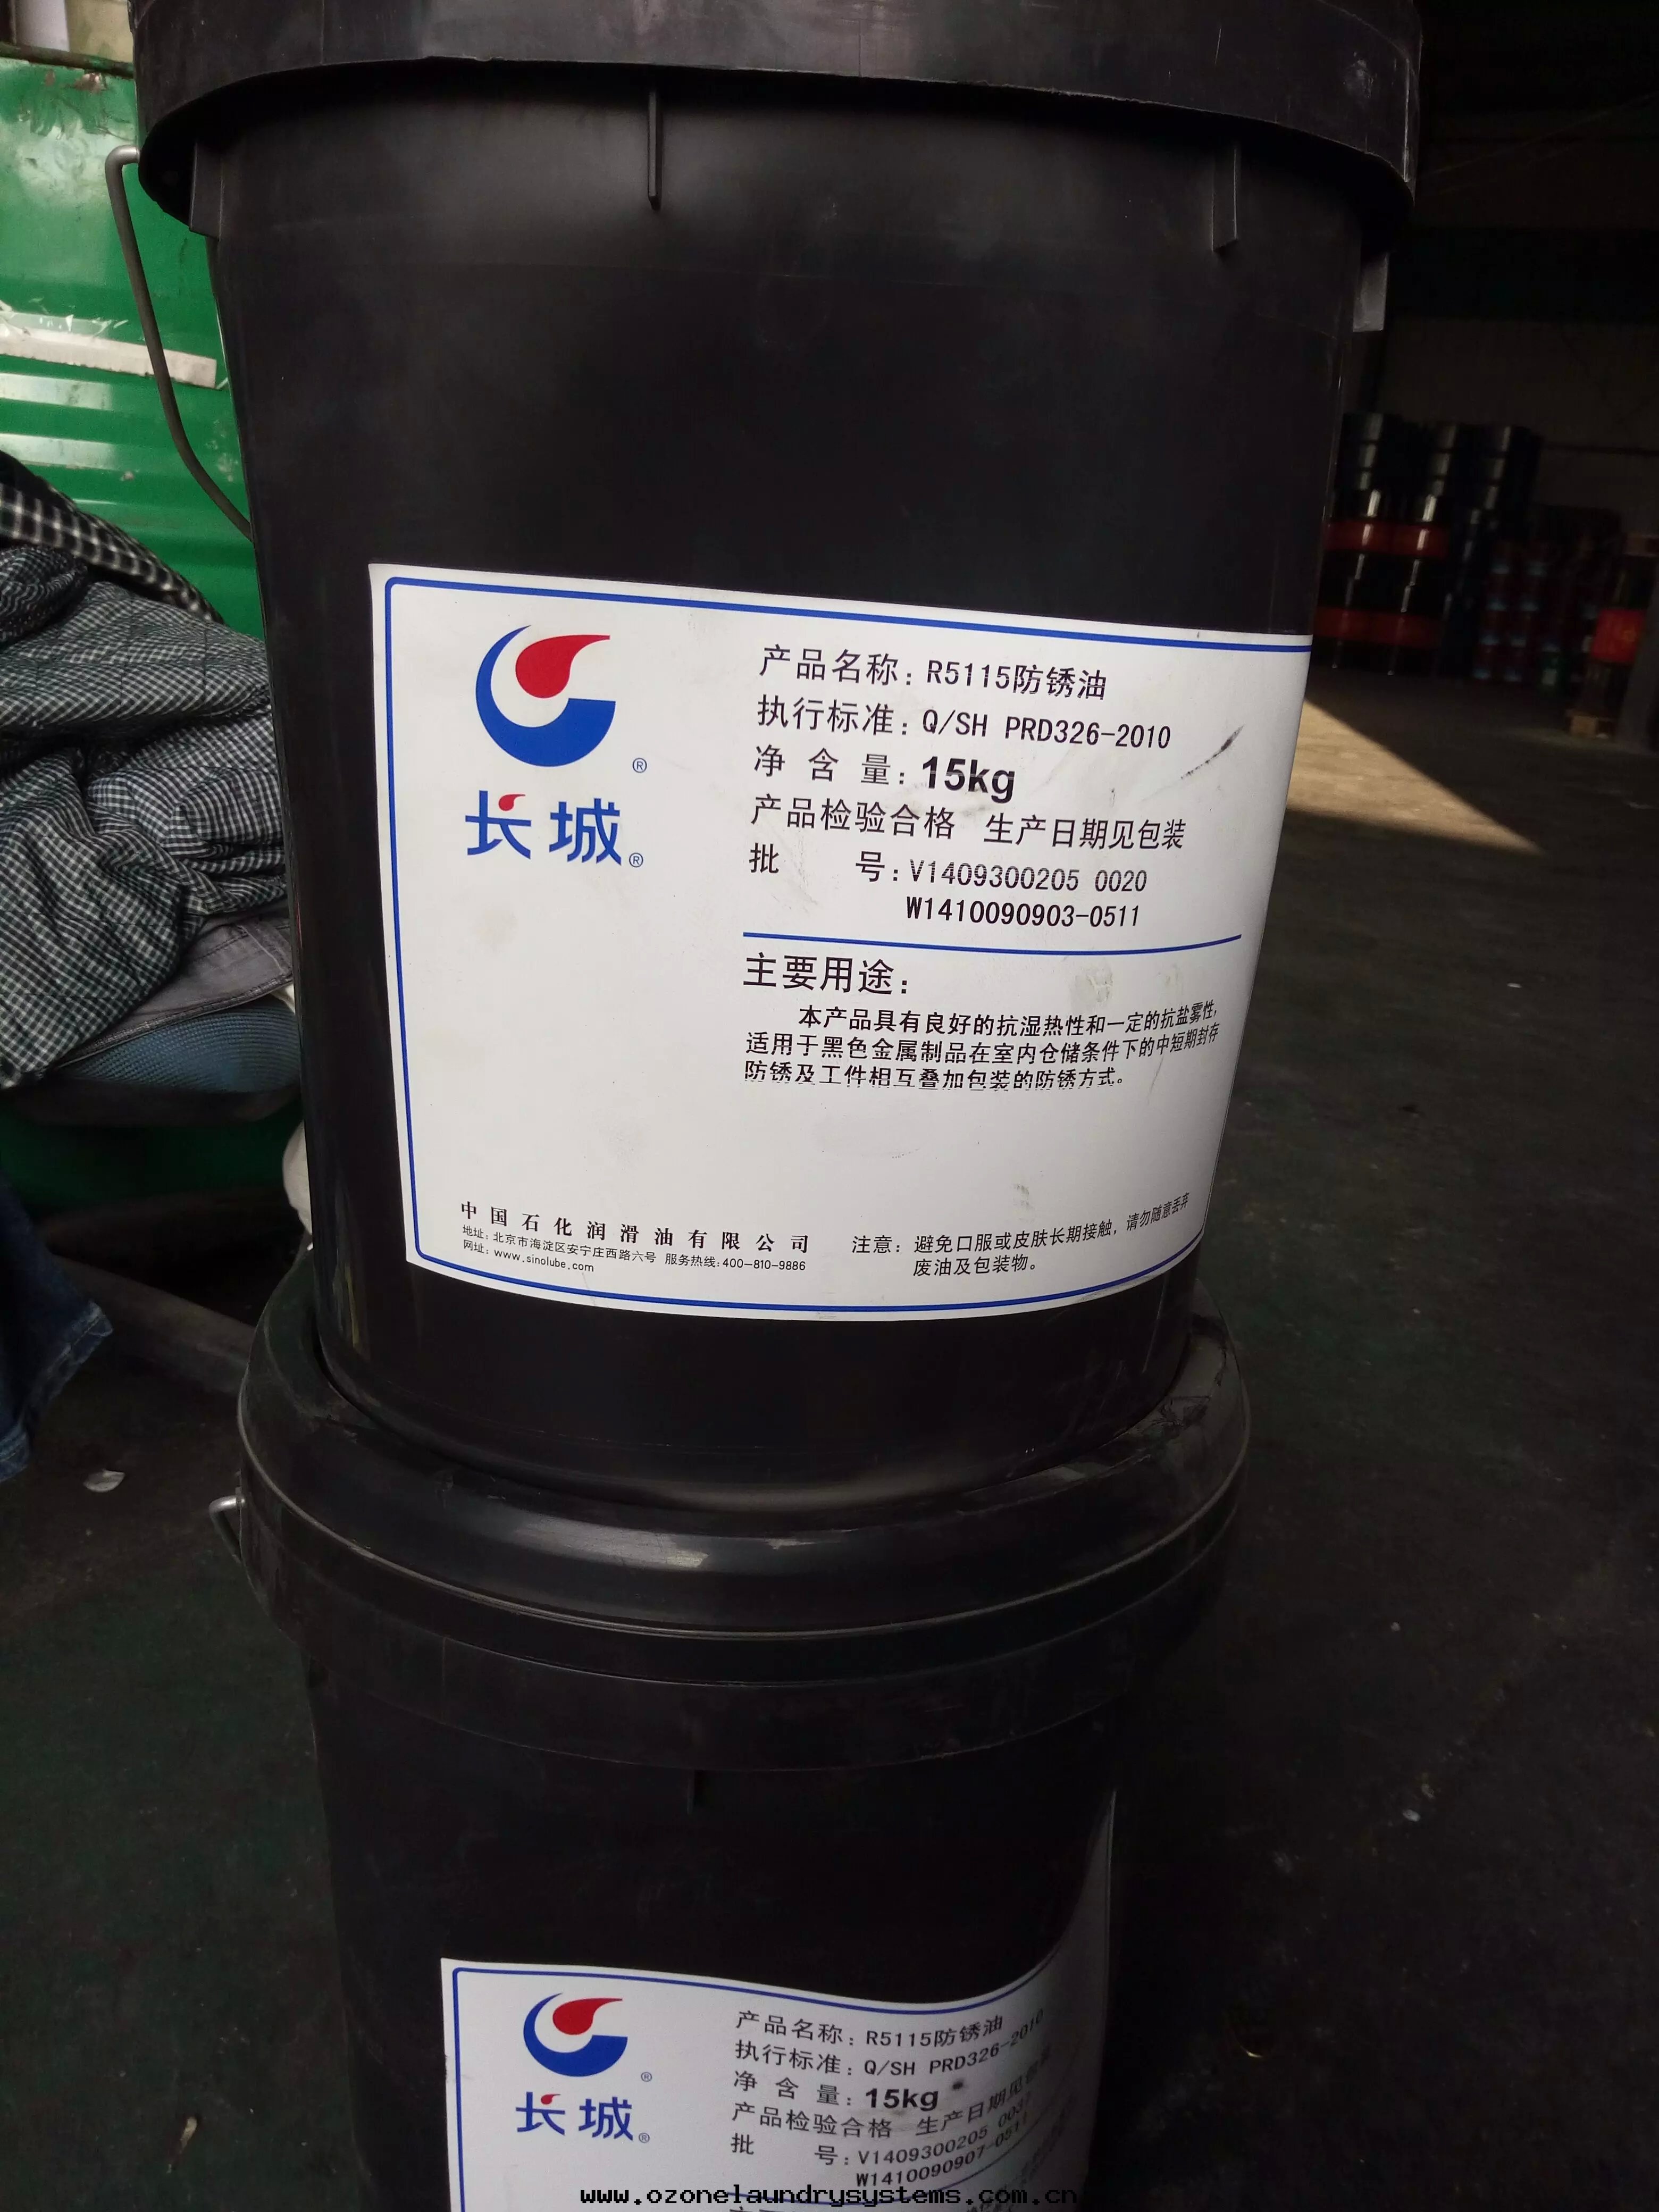 长城
产品名称：R5115防锈油
执行标准：Q/SH PRD326-2010
净 含 量：15kg
产品检验合格 生产日期见包装
批 号：V1409300205 0020
W1410090903-0511
主要用途：
本产品具有良好的抗湿热性和一定的抗盐雾性，
适用于黑色金属制品在室内仓储条件下的中短期封存
防锈及工件相互叠加包装的防锈方式。
中国石化润滑油有限公司
地址：北京市海淀区安宁庄西路六号 服务热线：400-810-9886
网址：www.sinolube.com
注意：避免口服或皮肤长期接触，请勿随意丢弃
废油及包装物。
长城
产品名称：R5115防锈油
执行标准：Q/SH PRD326-2010
净 含 量：15kg
产品检验合格 生产日期见
批 号：V1409300205
W1410090907-0511
www.ozonelaundrysystems.com.cn